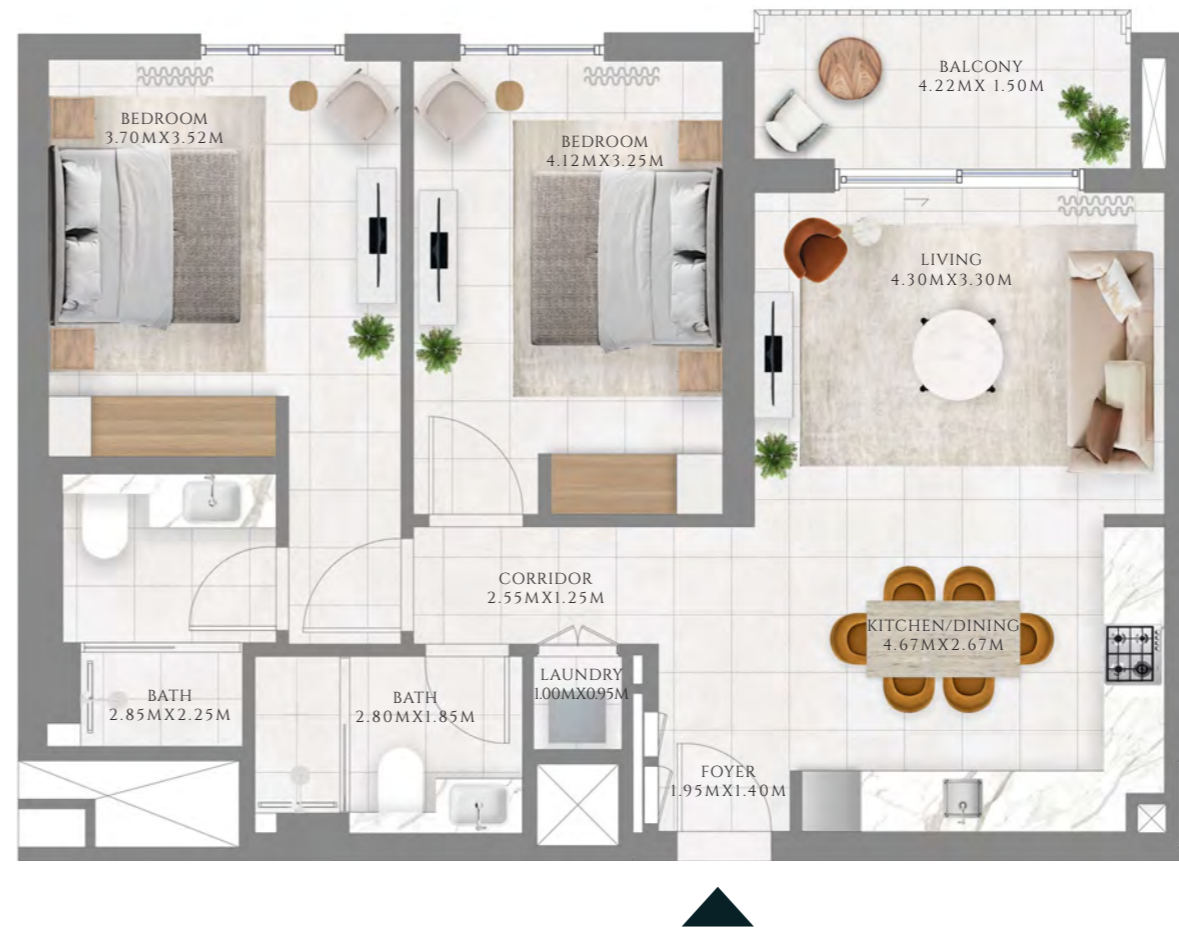 BALCONY
4.22MX 1.50M
BEDROOM
3.70MX3.52M
BEDROOM
4.12MX3.25M
LIVING
4.30MX3.30M
CORRIDOR
2.55MX1.25M
KITCHEN/DINING
4.67MX2.67M
LAUNDRY
1.00MX0.95M
BATH
2.85MX2.25M
BATH
2.80MX1.85M
FOYER
1.95MX1.40M